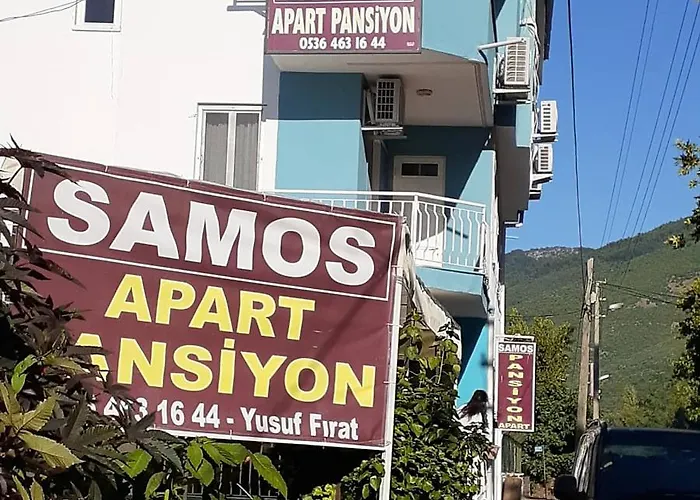 APART PANSİYON
0536 463 16 44
SAMOS
APART
ANSİYON
463 16 44 - Yusuf Fırat
SAMOS
PANSİYON
APART